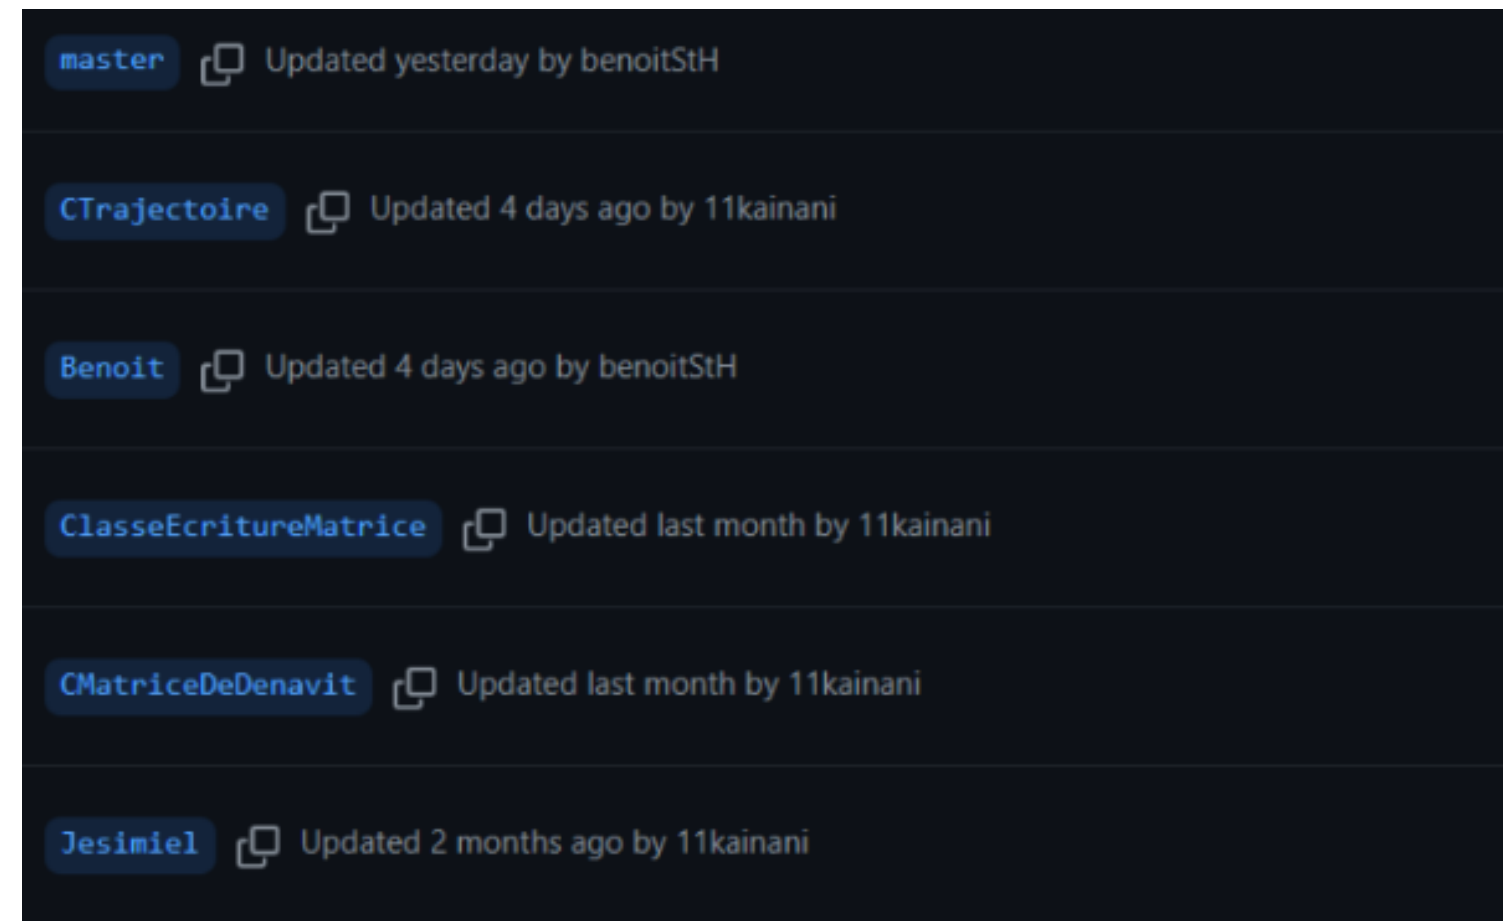 master Updated yesterday by benoitStH
CTrajectoire Updated 4 days ago by 11kainani
Benoit Updated 4 days ago by benoitStH
ClasseEcritureMatrice Updated last month by 11kainani
CMatriceDeDenavit Updated last month by 11kainani
Jesimiel Updated 2 months ago by 11kainani